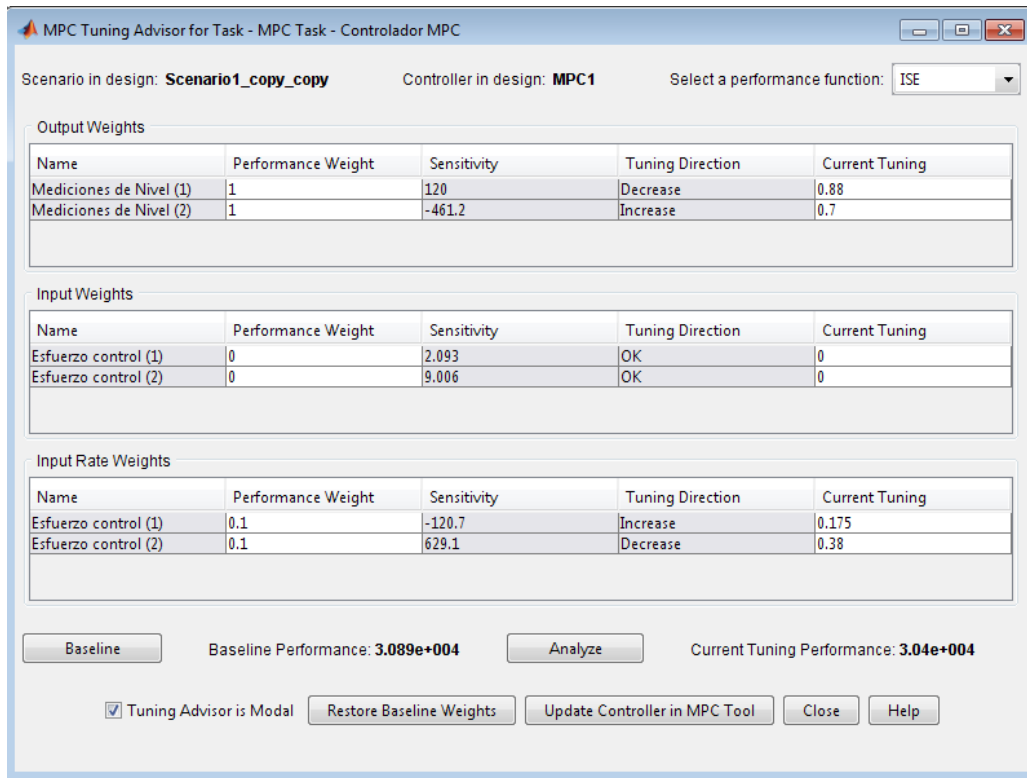 MPC Tuning Advisor for Task - MPC Task - Controlador MPC
Scenario in design: Scenario1_copy_copy Controller in design: MPC1 Select a performance function: ISE
Output Weights
Name Performance Weight Sensitivity Tuning Direction Current Tuning
Mediciones de Nivel (1) 1 120 Decrease 0.88
Mediciones de Nivel (2) 1 -461.2 Increase 0.7
Input Weights
Name Performance Weight Sensitivity Tuning Direction Current Tuning
Esfuerzo control (1) 0 2.093 OK 0
Esfuerzo control (2) 0 9.006 OK 0
Input Rate Weights
Name Performance Weight Sensitivity Tuning Direction Current Tuning
Esfuerzo control (1) 0.1 -120.7 Increase 0.175
Esfuerzo control (2) 0.1 629.1 Decrease 0.38
Baseline Baseline Performance: 3.089e+004 Analyze Current Tuning Performance: 3.04e+004
Tuning Advisor is Modal Restore Baseline Weights Update Controller in MPC Tool Close Help